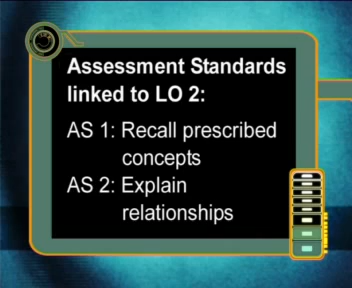 Assessment Standards
linked to LO 2:
AS 1: Recall prescribed
concepts
AS 2: Explain
relationships